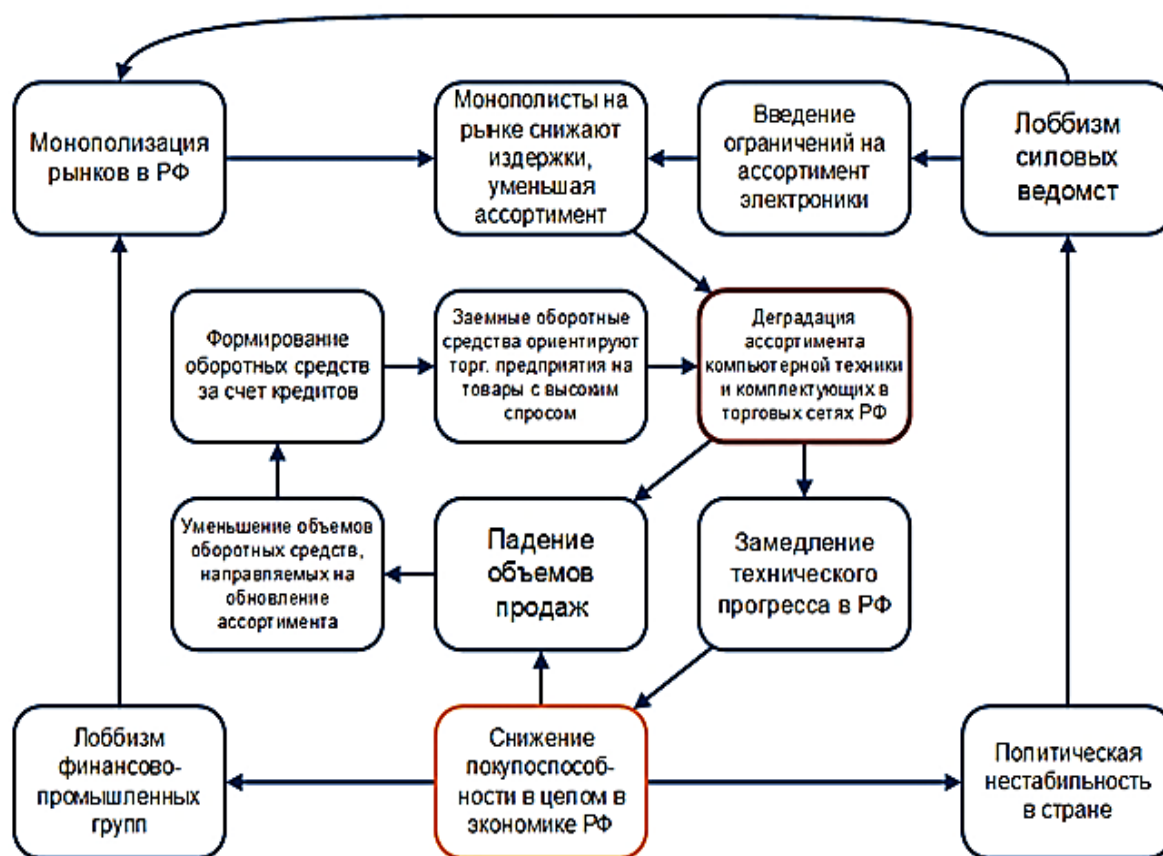 Монополизация
рынков в РФ
Монополисты на
рынке снижают
издержки,
уменьшая
ассортимент
Введение
ограничений на
ассортимент
электроники
Лоббизм
силовых
ведомст
Формирование
оборотных средств
за счет кредитов
Заемные оборотные
средства ориентируют
торг. предприятия на
товары с высоким
спросом
Деградация
ассортимента
компьютерной техники
и комплектующих в
торговых сетях РФ
Уменьшение объемов
оборотных средств,
направляемых на
обновление
ассортимента
Падение
объемов
продаж
Замедление
технического
прогресса в РФ
Лоббизм
финансово-
промышленных
групп
Снижение
покупоспособ-
ности в целом в
экономике РФ
Политическая
нестабильность
в стране